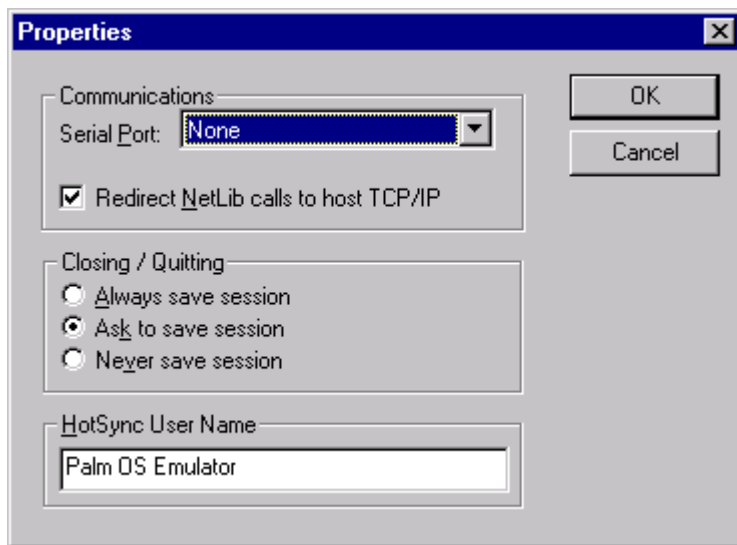 Properties
Communications
Serial Port: None
Redirect NetLib calls to host TCP/IP
Closing / Quitting
Always save session
Ask to save session
Never save session
HotSync User Name
Palm OS Emulator
OK
Cancel